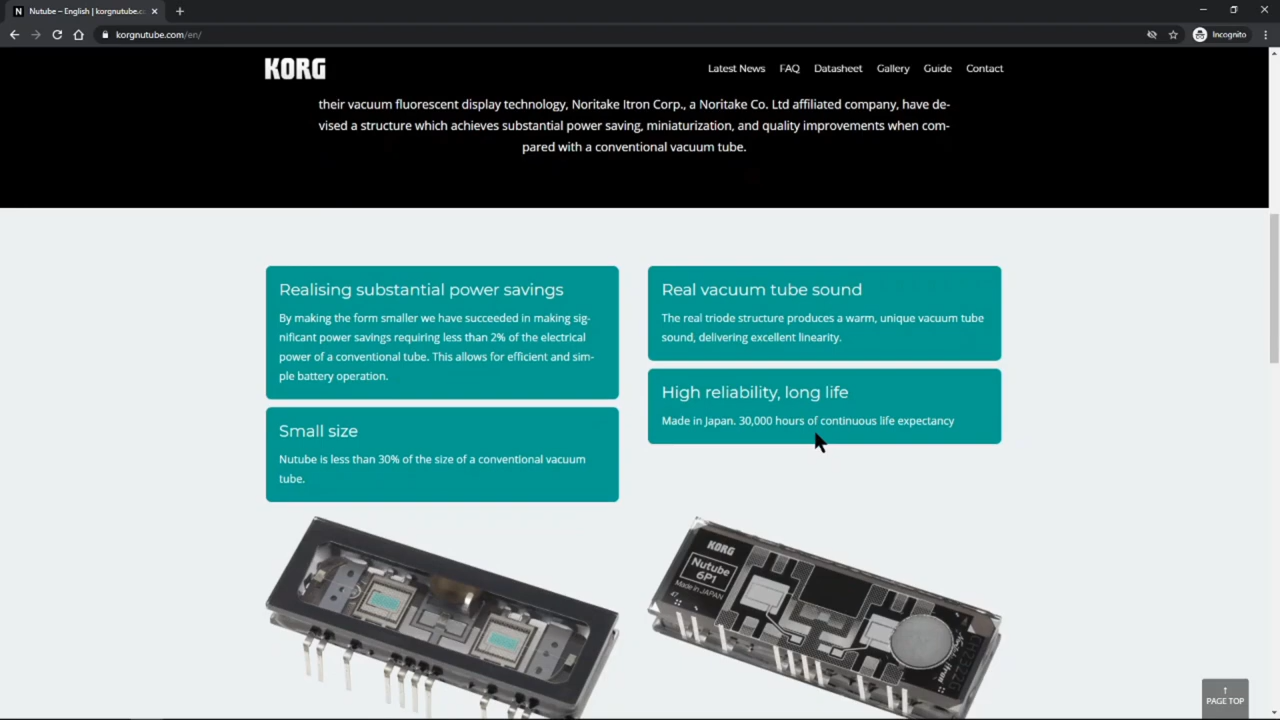 Nutube – English | korgnutube.c
korgnutube.com/en/
Incognito
KORG
Latest News FAQ Datasheet Gallery Guide Contact
their vacuum fluorescent display technology, Noritake Itron Corp., a Noritake Co. Ltd affiliated company, have de-
vised a structure which achieves substantial power saving, miniaturization, and quality improvements when com-
pared with a conventional vacuum tube.
Realising substantial power savings
By making the form smaller we have succeeded in making sig-
nificant power savings requiring less than 2% of the electrical
power of a conventional tube. This allows for efficient and sim-
ple battery operation.
Small size
Nutube is less than 30% of the size of a conventional vacuum
tube.
Real vacuum tube sound
The real triode structure produces a warm, unique vacuum tube
sound, delivering excellent linearity.
High reliability, long life
Made in Japan. 30,000 hours of continuous life expectancy
KORG
Nutube
6P1
Made in JAPAN
PAGE TOP